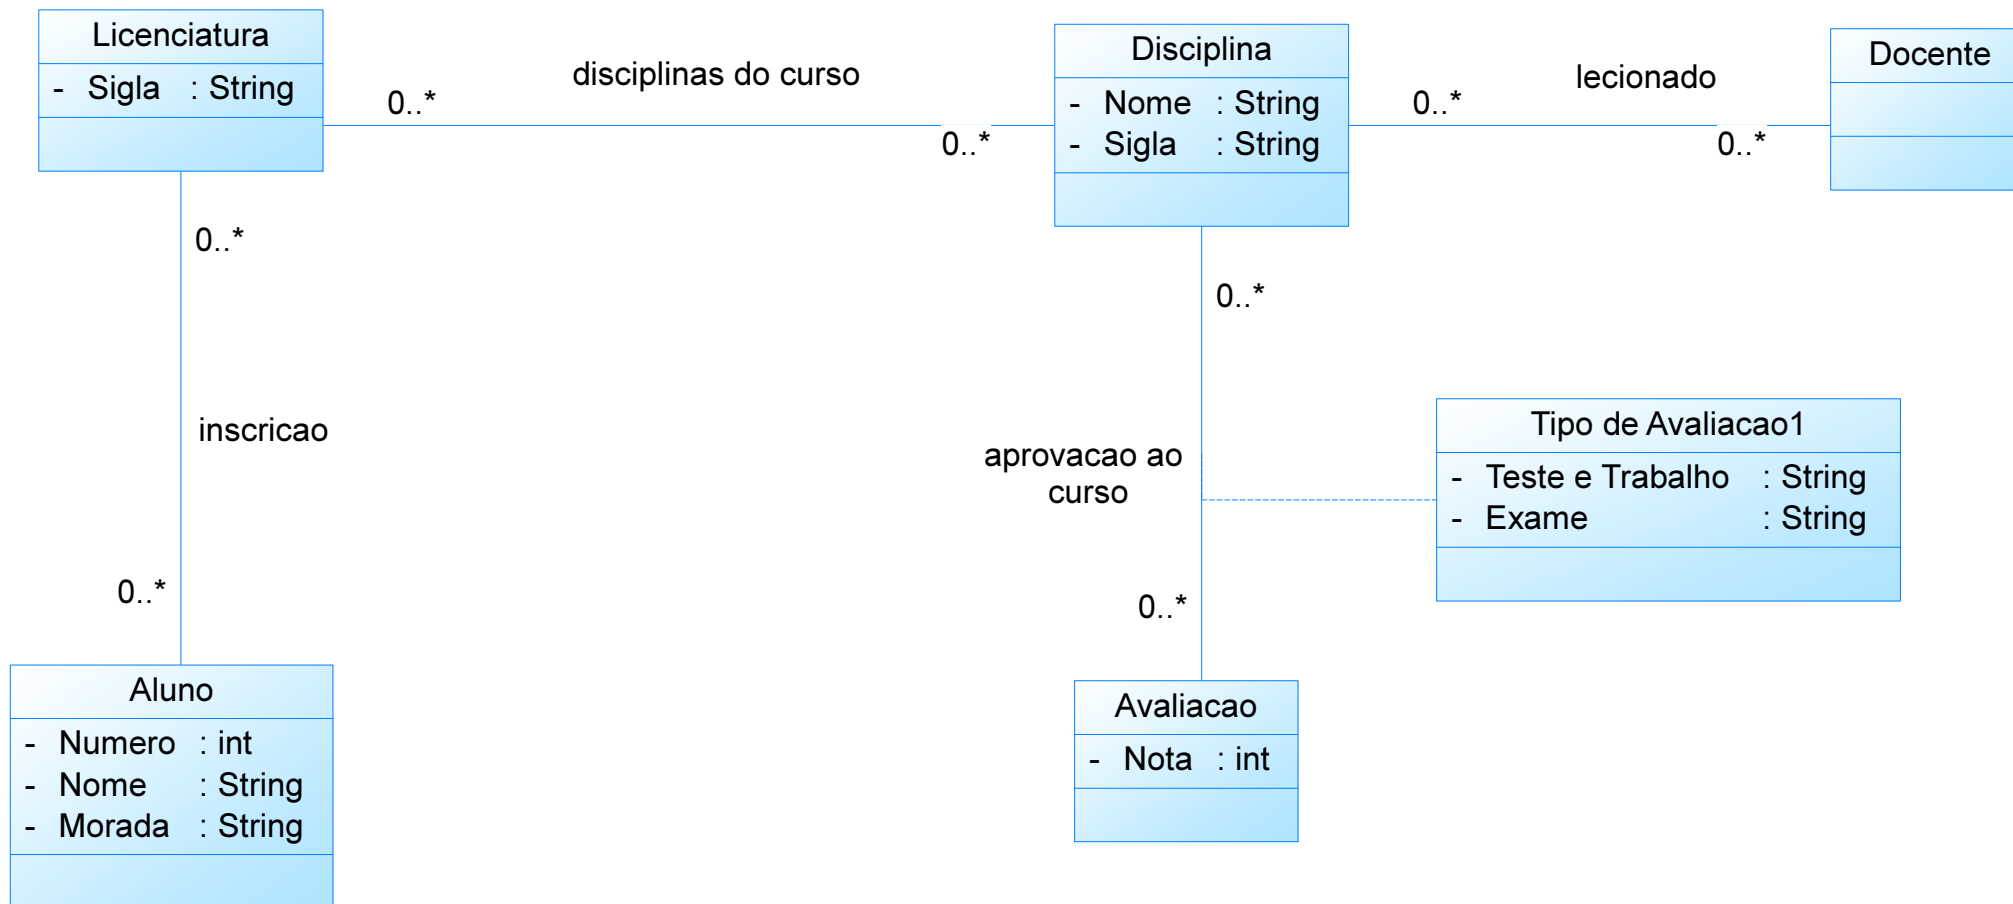 Licenciatura
- Sigla : String
0..*
disciplinas do curso
0..*
Disciplina
- Nome : String
- Sigla : String
0..*
lecionado
0..*
Docente
0..*
inscricao
0..*
0..*
aprovacao ao
curso
0..*
Tipo de Avaliacao1
- Teste e Trabalho : String
- Exame : String
Aluno
- Numero : int
- Nome : String
- Morada : String
Avaliacao
- Nota : int